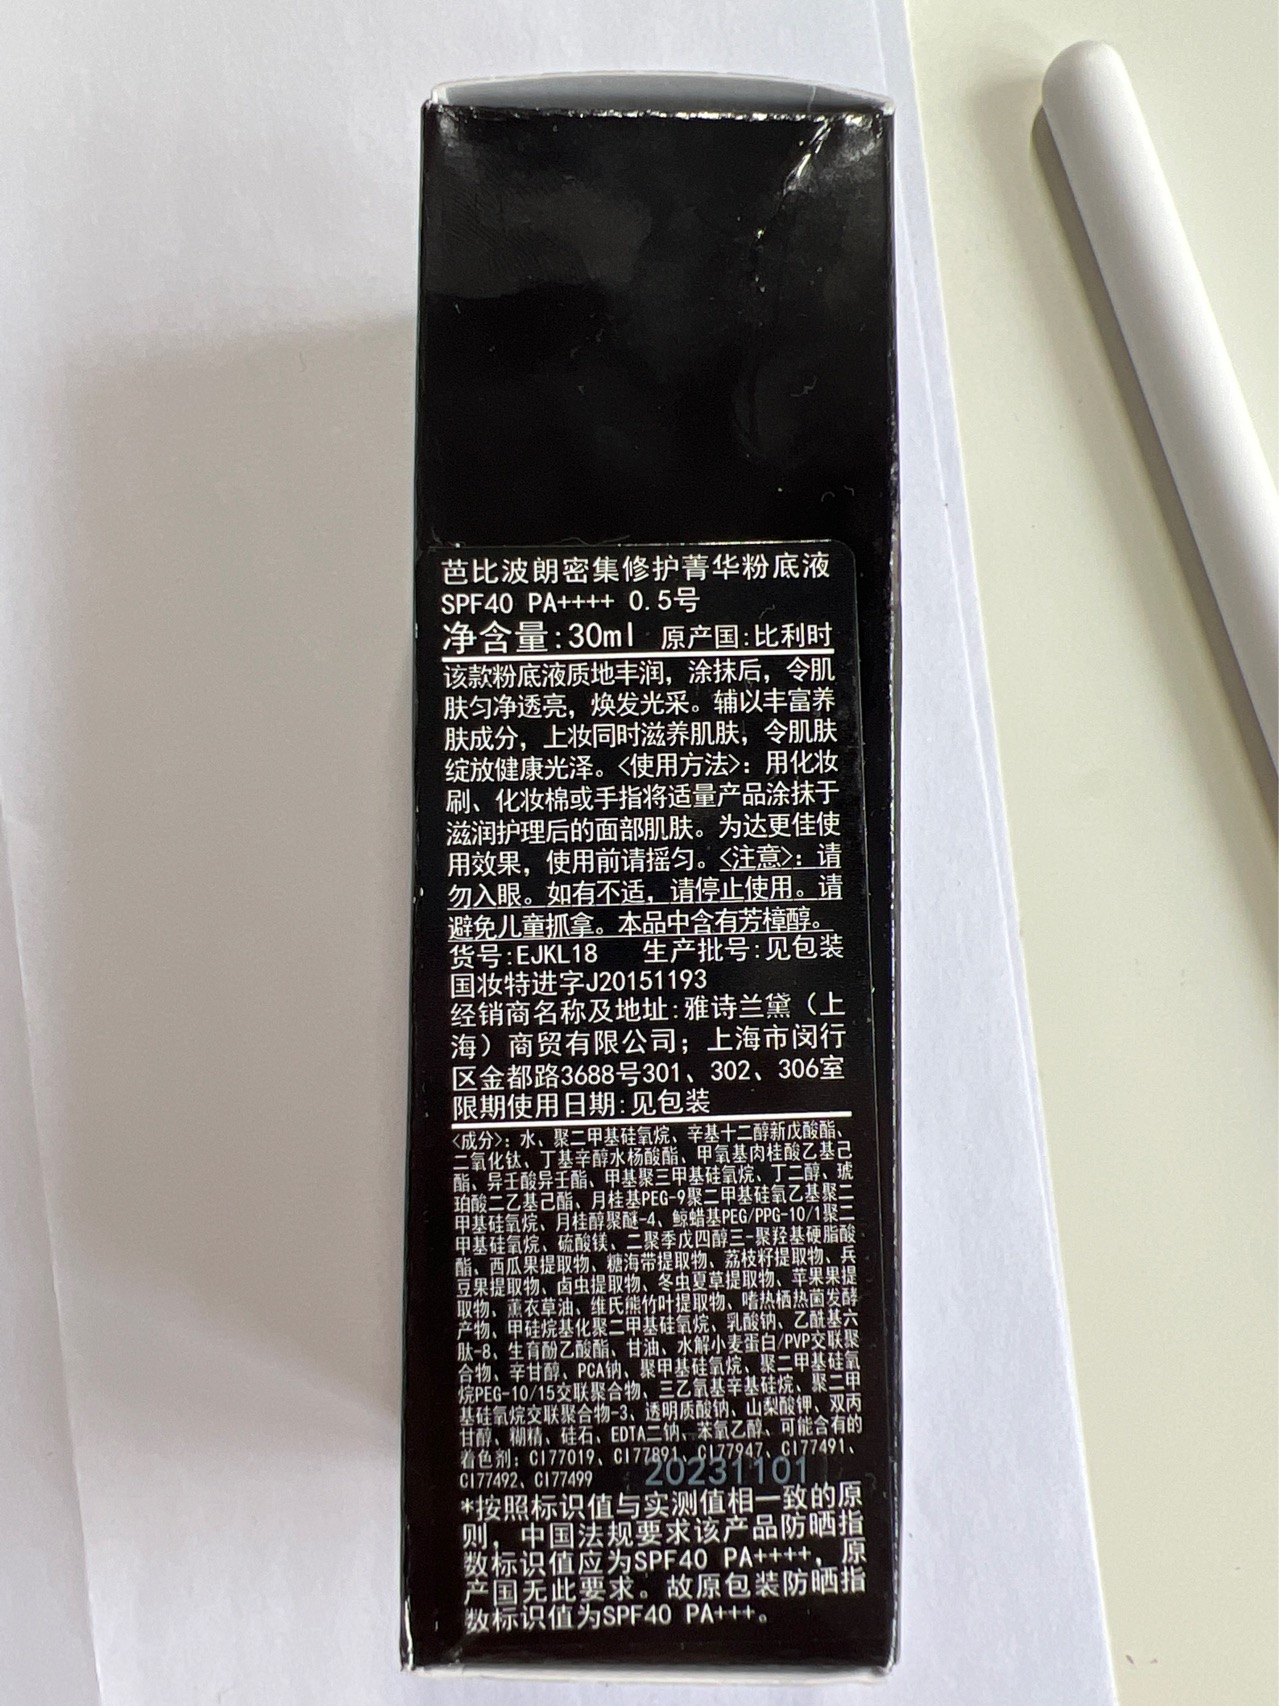 芭比波朗密集修护菁华粉底液
SPF40 PA++++ 0.5号
净含量:30ml 原产国:比利时
该款粉底液质地丰润，涂抹后，令肌
肤匀净透亮，焕发光采。辅以丰富养
肤成分，上妆同时滋养肌肤，令肌肤
绽放健康光泽。<使用方法>：用化妆
刷、化妆棉或手指将适量产品涂抹于
滋润护理后的面部肌肤。为达更佳使
用效果，使用前请摇匀。<注意>：请
勿入眼。如有不适，请停止使用。请
避免儿童抓拿。本品中含有芳樟醇。
货号:EJKL18 生产批号:见包装
国妆特进字J20151193
经销商名称及地址:雅诗兰黛（上
海）商贸有限公司；上海市闵行
区金都路3688号301、302、306室
限期使用日期:见包装
<成分>：水、聚二甲基硅氧烷、辛基十二醇新戊酸酯、
二氧化钛、丁基辛醇水杨酸酯、甲氧基肉桂酸乙基己
酯、异壬酸异壬酯、甲基聚三甲基硅氧烷、丁二醇、琥
珀酸二乙基己酯、月桂基PEG-9聚二甲基硅氧乙基聚二
甲基硅氧烷、月桂醇聚醚-4、鲸蜡基PEG/PPG-10/1聚二
甲基硅氧烷、硫酸镁、二聚季戊四醇三-聚羟基硬脂酸
酯、西瓜果提取物、糖海带提取物、荔枝籽提取物、兵
豆果提取物、卤虫提取物、冬虫夏草提取物、苹果果提
取物、薰衣草油、维氏熊竹叶提取物、嗜热栖热菌发酵
产物、甲硅烷基化聚二甲基硅氧烷、乳酸钠、乙酰基六
肽-8、生育酚乙酸酯、甘油、水解小麦蛋白/PVP交联聚
合物、辛甘醇、PCA钠、聚甲基硅氧烷、聚二甲基硅氧
烷PEG-10/15交联聚合物、三乙氧基辛基硅烷、聚二甲
基硅氧烷交联聚合物-3、透明质酸钠、山梨酸钾、双丙
甘醇、糊精、硅石、EDTA二钠、苯氧乙醇、可能含有的
着色剂：CI77019、CI77891、CI77947、CI77491、
CI77492、CI77499 20231101
*按照标识值与实测值相一致的原
则，中国法规要求该产品防晒指
数标识值应为SPF40 PA++++，原
产国无此要求。故原包装防晒指
数标识值为SPF40 PA+++。